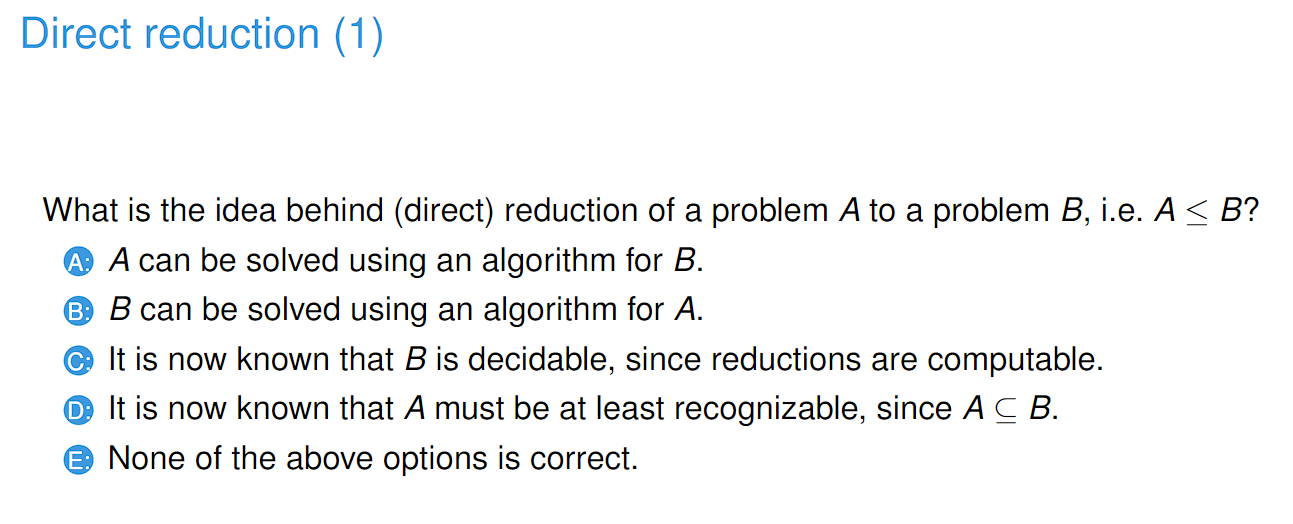 Direct reduction (1)
What is the idea behind (direct) reduction of a problem A to a problem B, i.e. A ≤ B?
A: A can be solved using an algorithm for B.
B: B can be solved using an algorithm for A.
C: It is now known that B is decidable, since reductions are computable.
D: It is now known that A must be at least recognizable, since A ⊆ B.
E: None of the above options is correct.